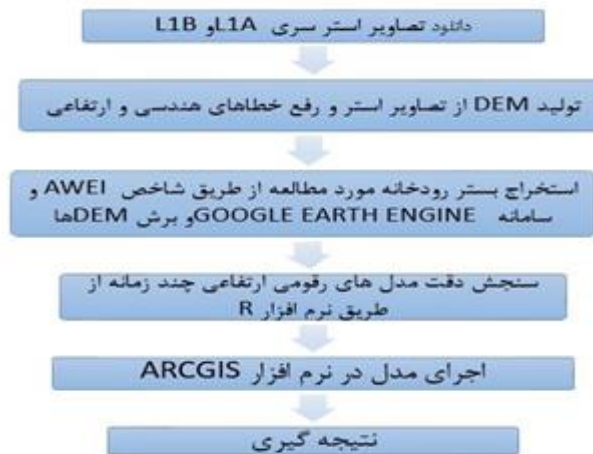 دانلود تصاویر استر سری L1A و L1B
تولید DEM از تصاویر استر و رفع خطاهای هندسی و ارتفاعی
استخراج بستر رودخانه مورد مطالعه از طریق شاخص AWEI و
سامانه GOOGLE EARTH ENGINE و برش DEMها
سنجش دقت مدل های رقومی ارتفاعی چند زمانه از
طریق نرم افزار R
اجرای مدل در نرم افزار ARCGIS
نتیجه گیری